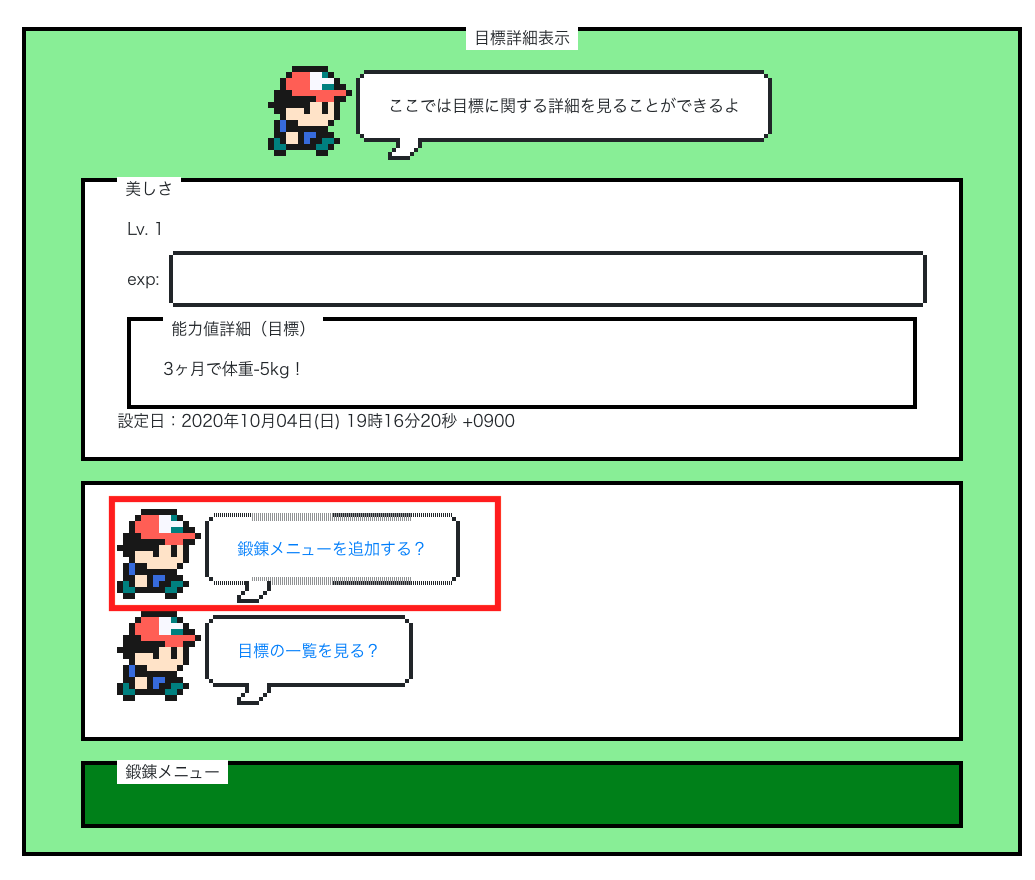 目標詳細表示
ここでは目標に関する詳細を見ることができるよ
美しさ
Lv. 1
exp:
能力値詳細（目標）
3ヶ月で体重-5kg！
設定日：2020年10月04日(日) 19時16分20秒 +0900
鍛錬メニューを追加する？
目標の一覧を見る？
鍛錬メニュー